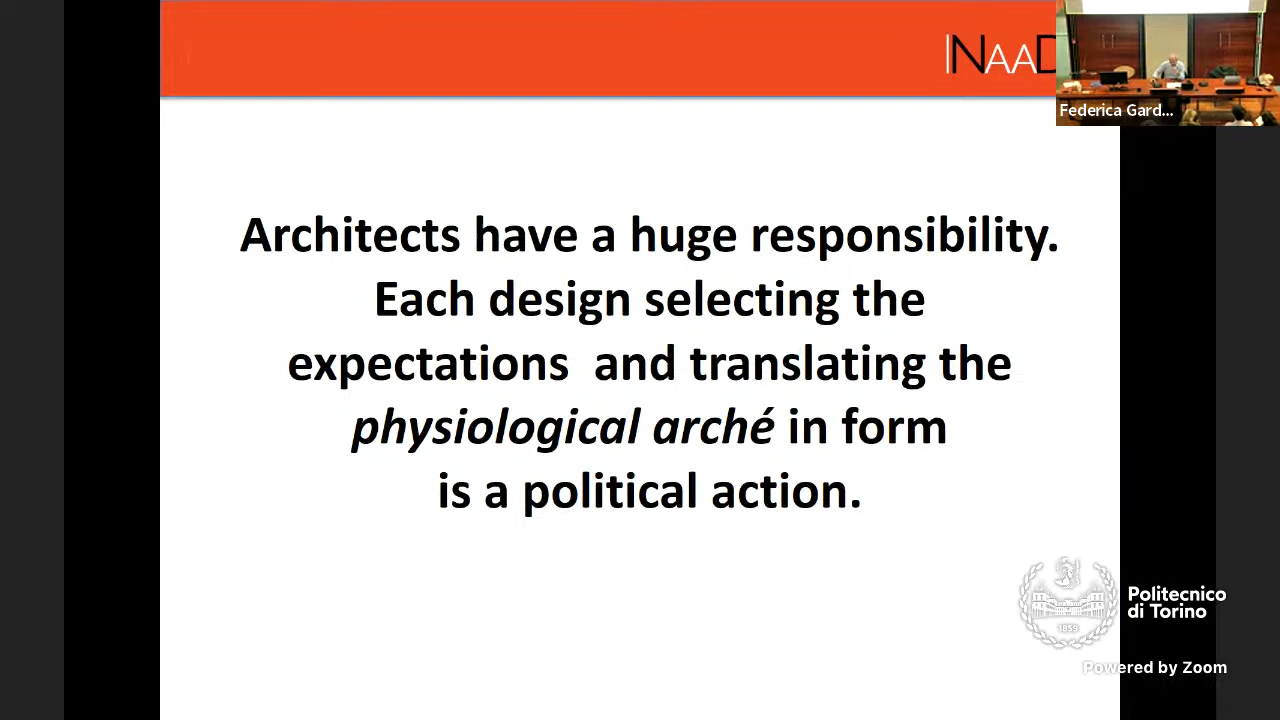 INAAD
Federica Gard...
Architects have a huge responsibility.
Each design selecting the
expectations and translating the
physiological arché in form
is a political action.
1859
Politecnico
di Torino
Powered by Zoom